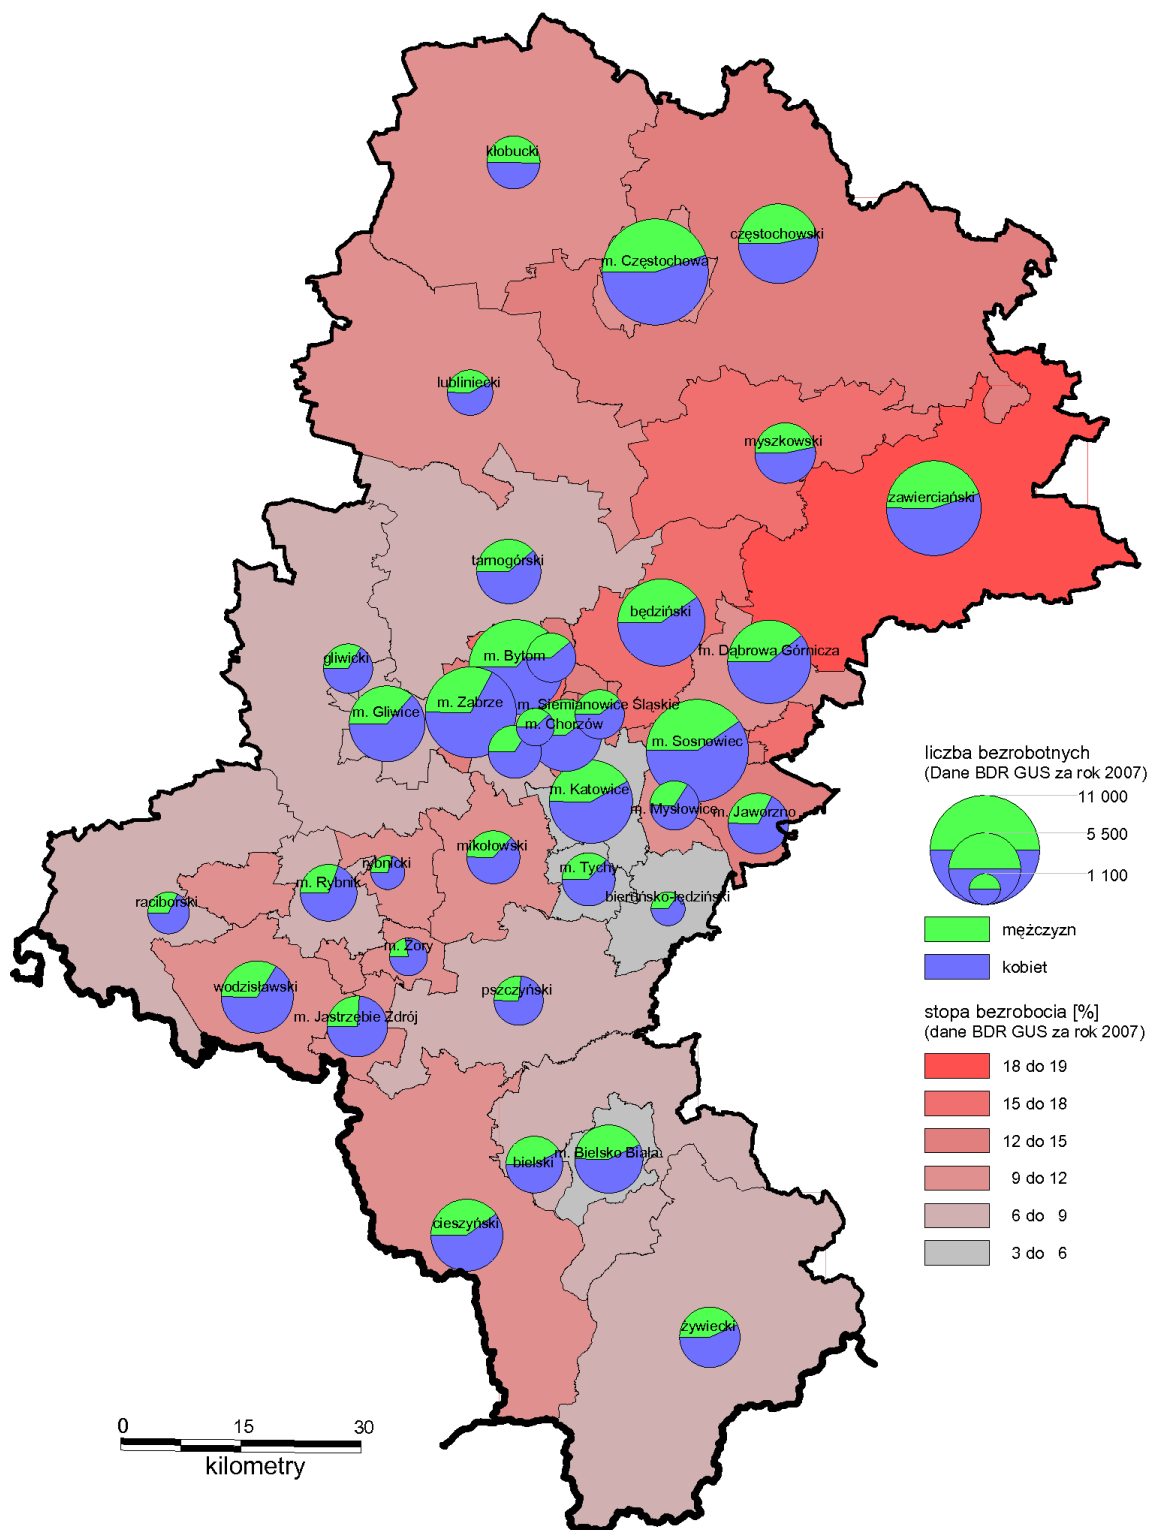 kłobucki
częstochowski
m. Częstochowa
lubliniecki
myszkowski
zawierciański
tarnogórski
będziński
m. Dąbrowa Górnicza
m. Bytom
gliwicki
m. Zabrze
m. Siemianowice Śląskie
m. Gliwice
m. Chorzów
m. Sosnowiec
m. Katowice
m. Mysłowice
m. Jaworzno
mikołowski
rybnicki
m. Tychy
m. Rybnik
bieruńsko-lędziński
raciborski
m. Żory
wodzisławski
pszczyński
m. Jastrzębie Zdrój
bielski
m. Bielsko Biała
cieszyński
żywiecki
liczba bezrobotnych
(Dane BDR GUS za rok 2007)
11 000
5 500
1 100
mężczyzn
kobiet
stopa bezrobocia [%]
(dane BDR GUS za rok 2007)
18 do 19
15 do 18
12 do 15
9 do 12
6 do 9
3 do 6
0 15 30
kilometry